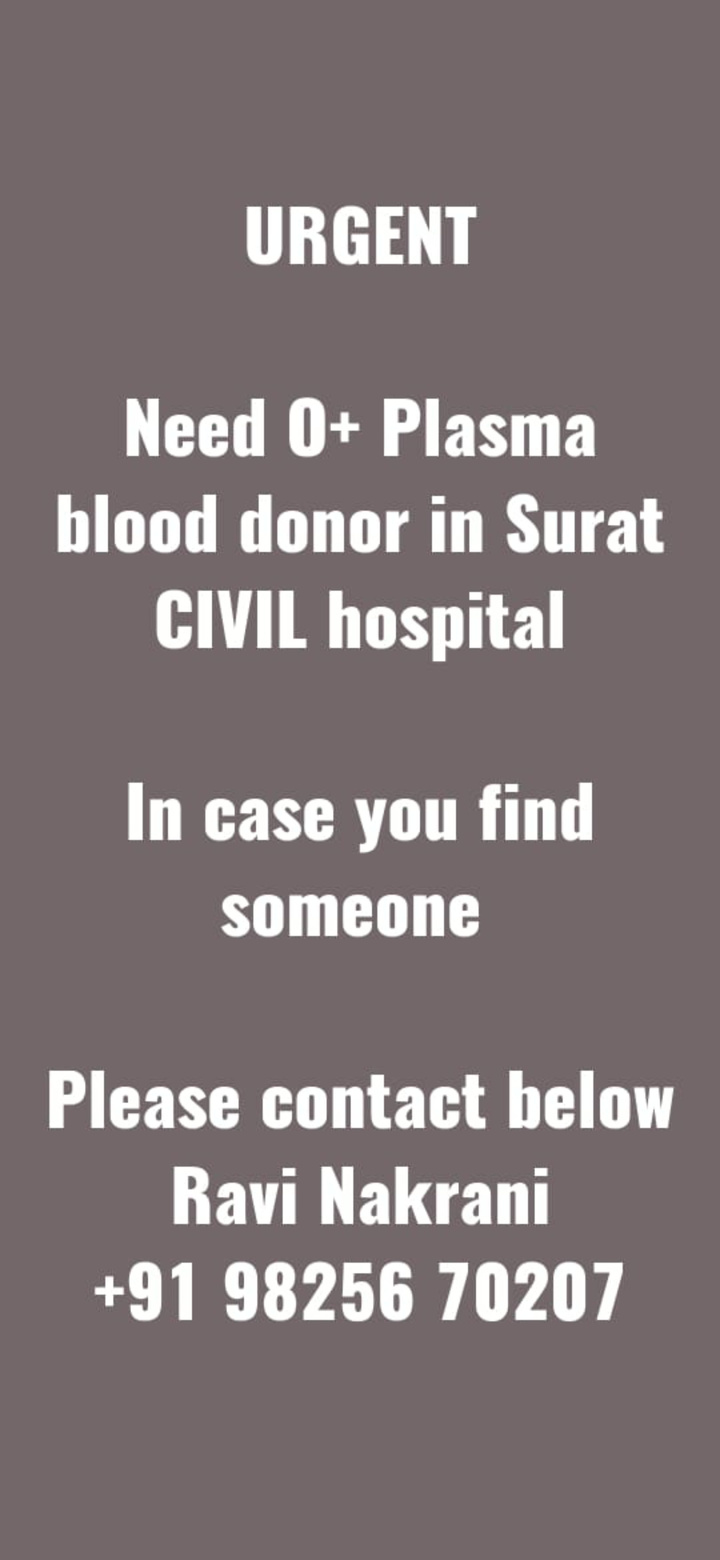 URGENT
Need O+ Plasma
blood donor in Surat
CIVIL hospital
In case you find
someone
Please contact below
Ravi Nakrani
+91 98256 70207